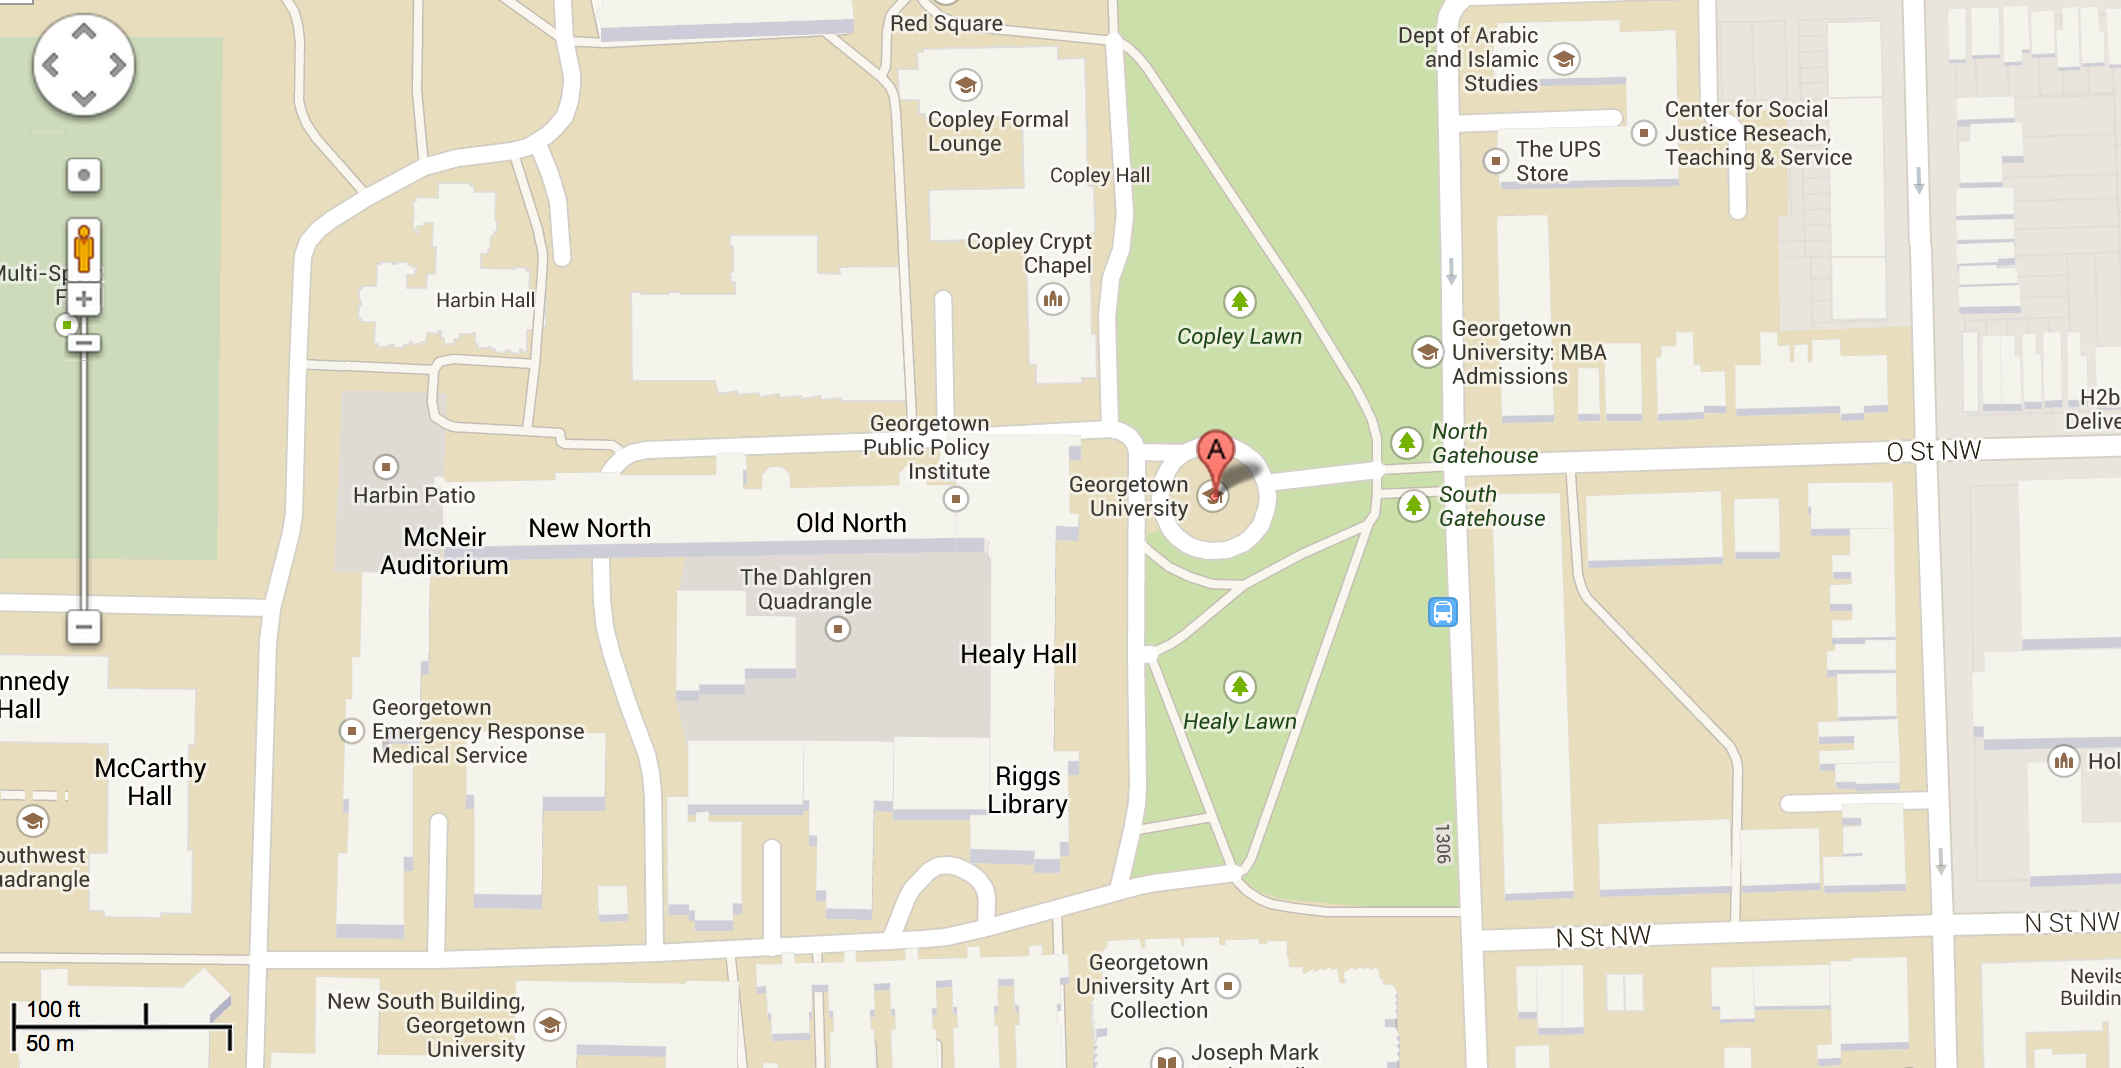 Red Square
Dept of Arabic
and Islamic
Studies
Copley Formal
Lounge
Center for Social
Justice Reseach,
Teaching & Service
The UPS
Store
Copley Hall
Copley Crypt
Chapel
Harbin Hall
Copley Lawn
Georgetown
University: MBA
Admissions
H2b
Delive
Georgetown
Public Policy
Institute
North
Gatehouse
O St NW
A
Georgetown
University
South
Gatehouse
Harbin Patio
McNeir
Auditorium
New North
Old North
The Dahlgren
Quadrangle
Healy Hall
nnedy
Hall
Georgetown
Emergency Response
Medical Service
Healy Lawn
McCarthy
Hall
Riggs
Library
Hol
outhwest
uadrangle
1306
N St NW
N St NW
Georgetown
University Art
Collection
Nevils
Buildin
New South Building,
Georgetown
University
Joseph Mark
100 ft
50 m